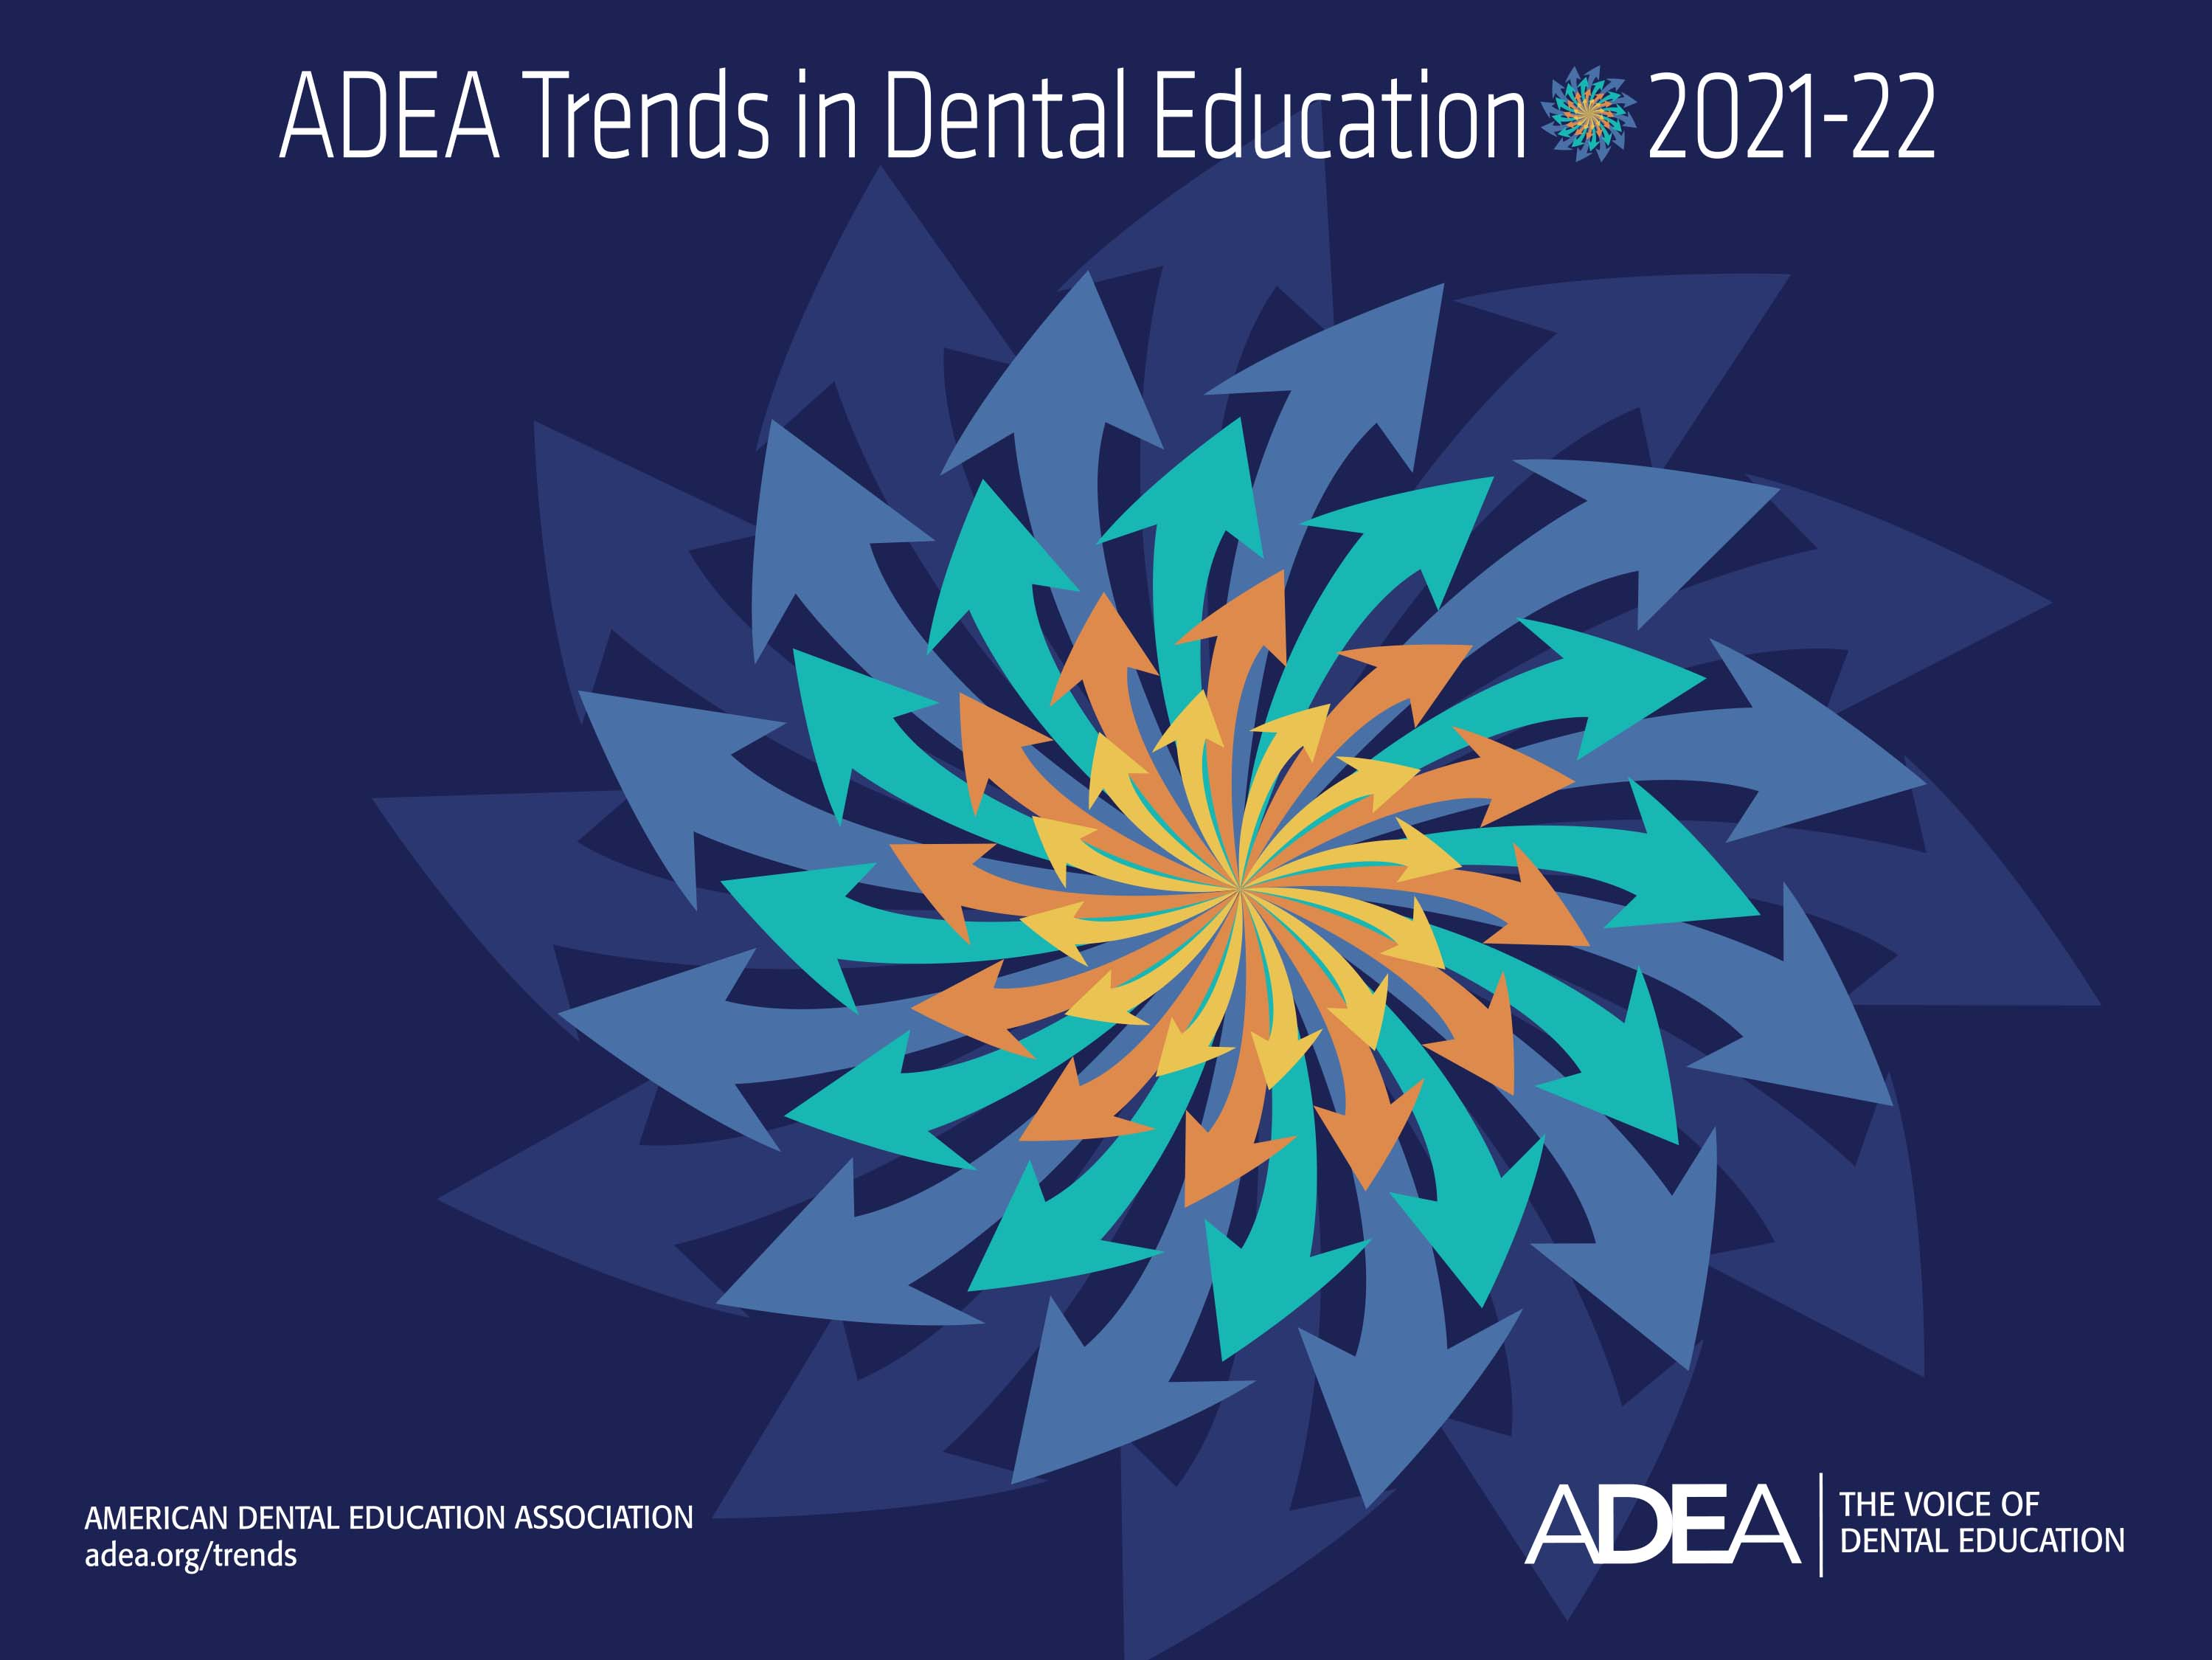 ADEA Trends in Dental Education 2021-22
AMERICAN DENTAL EDUCATION ASSOCIATION
adea.org/trends
ADEA
THE VOICE OF
DENTAL EDUCATION